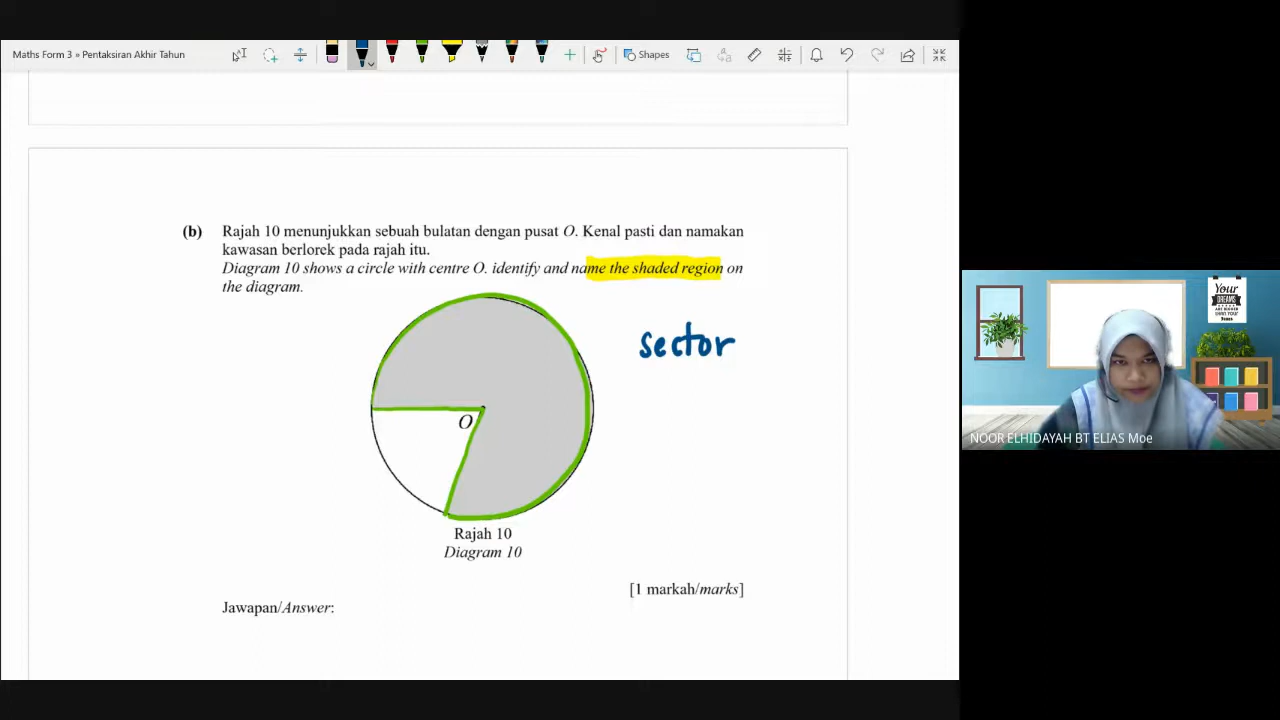 Maths Form 3 » Pentaksiran Akhir Tahun
Shapes
(b) Rajah 10 menunjukkan sebuah bulatan dengan pusat O. Kenal pasti dan namakan
kawasan berlorek pada rajah itu.
Diagram 10 shows a circle with centre O. identify and name the shaded region on
the diagram.
sector
O
Rajah 10
Diagram 10
[1 markah/marks]
Jawapan/Answer:
Your
DREAMS
NOOR ELHIDAYAH BT ELIAS Moe